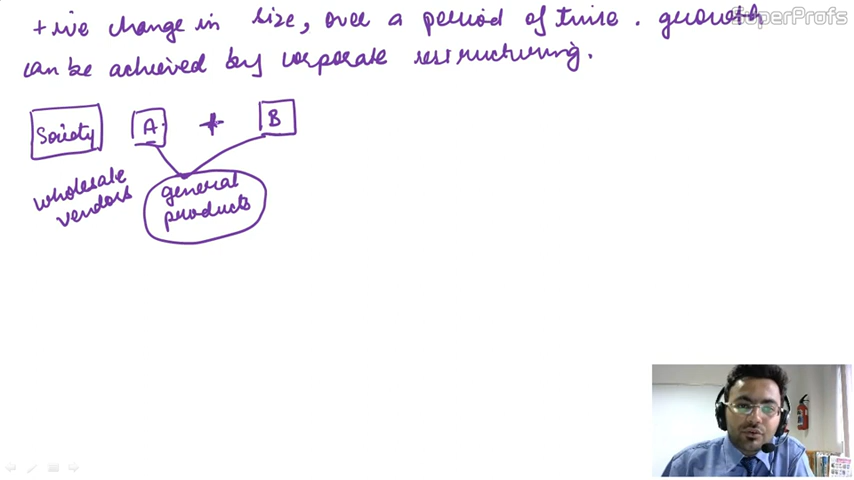 +ive change in size, over a period of time. growth
SuperProfs
can be achieved by corporate restructuring.
Society A + B
wholesale
vendors
general
products